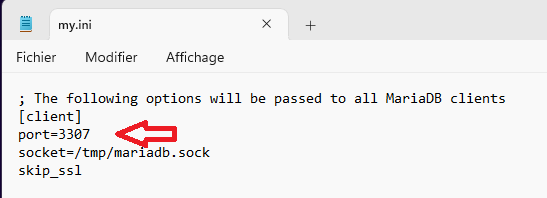 my.ini
Fichier Modifier Affichage
; The following options will be passed to all MariaDB clients
[client]
port=3307
socket=/tmp/mariadb.sock
skip_ssl